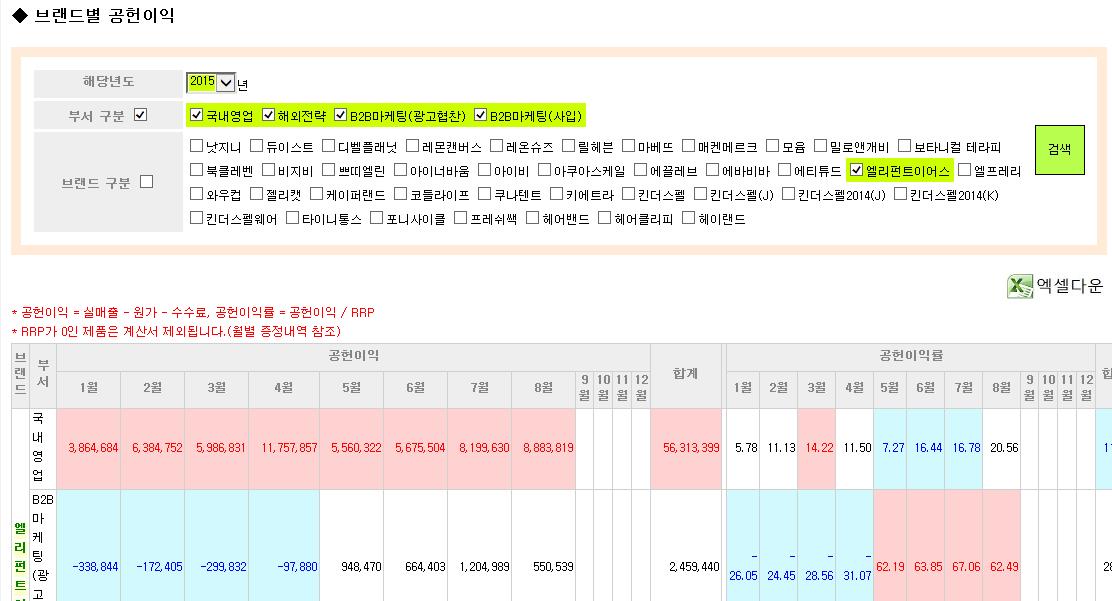 ◆ 브랜드별 공헌이익
해당년도 2015 년
부서 구분 국내영업 해외전략 B2B마케팅(광고협찬) B2B마케팅(사입)
브랜드 구분
낫지니 듀이스트 디벨플래닛 레몬캔버스 레온슈즈 릴헤븐 마베뜨 매켄메르크 모윰 밀로앤개비 보타니컬 테라피
북클레벤 비지비 쁘띠엘린 아이너바움 아이비 아쿠아스케일 에끌레브 에바비바 에티튜드 엘리펀트이어스 엘프레리
와우컵 젤리캣 케이퍼랜드 코들라이프 쿠나텐트 키에트라 킨더스펠 킨더스펠(J) 킨더스펠2014(J) 킨더스펠2014(K)
킨더스펠웨어 타이니통스 포니사이클 프레쉬쌕 헤어밴드 헤어클리피 헤이랜드
검색
엑셀다운
* 공헌이익 = 실매출 - 원가 - 수수료, 공헌이익률 = 공헌이익 / RRP
* RRP가 0인 제품은 계산서 제외됩니다.(월별 증정내역 참조)
브랜드 부서 공헌이익 합계 공헌이익률
1월 2월 3월 4월 5월 6월 7월 8월 9월 10월 11월 12월 1월 2월 3월 4월 5월 6월 7월 8월 9월 10월 11월 12월
국내영업 3,864,684 6,384,752 5,986,831 11,757,857 5,560,322 5,675,504 8,199,630 8,883,819 56,313,399 5.78 11.13 14.22 11.50 7.27 16.44 16.78 20.56
엘리펀트
B2B마케팅(광고 -338,844 -172,405 -299,832 -97,880 948,470 664,403 1,204,989 550,539 2,459,440 -26.05 -24.45 -28.56 -31.07 62.19 63.85 67.06 62.49